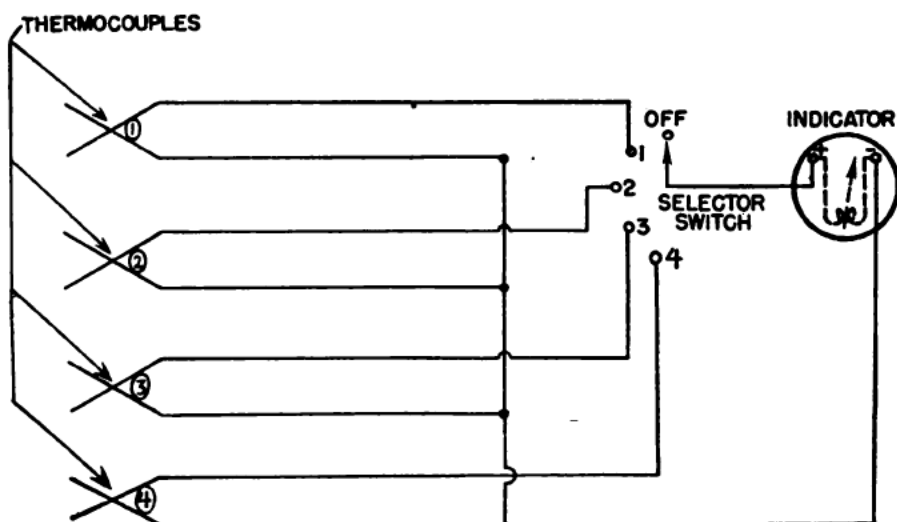 THERMOCOUPLES
OFF
INDICATOR
+ -
1
1
2
SELECTOR
SWITCH
3
2
4
3
4